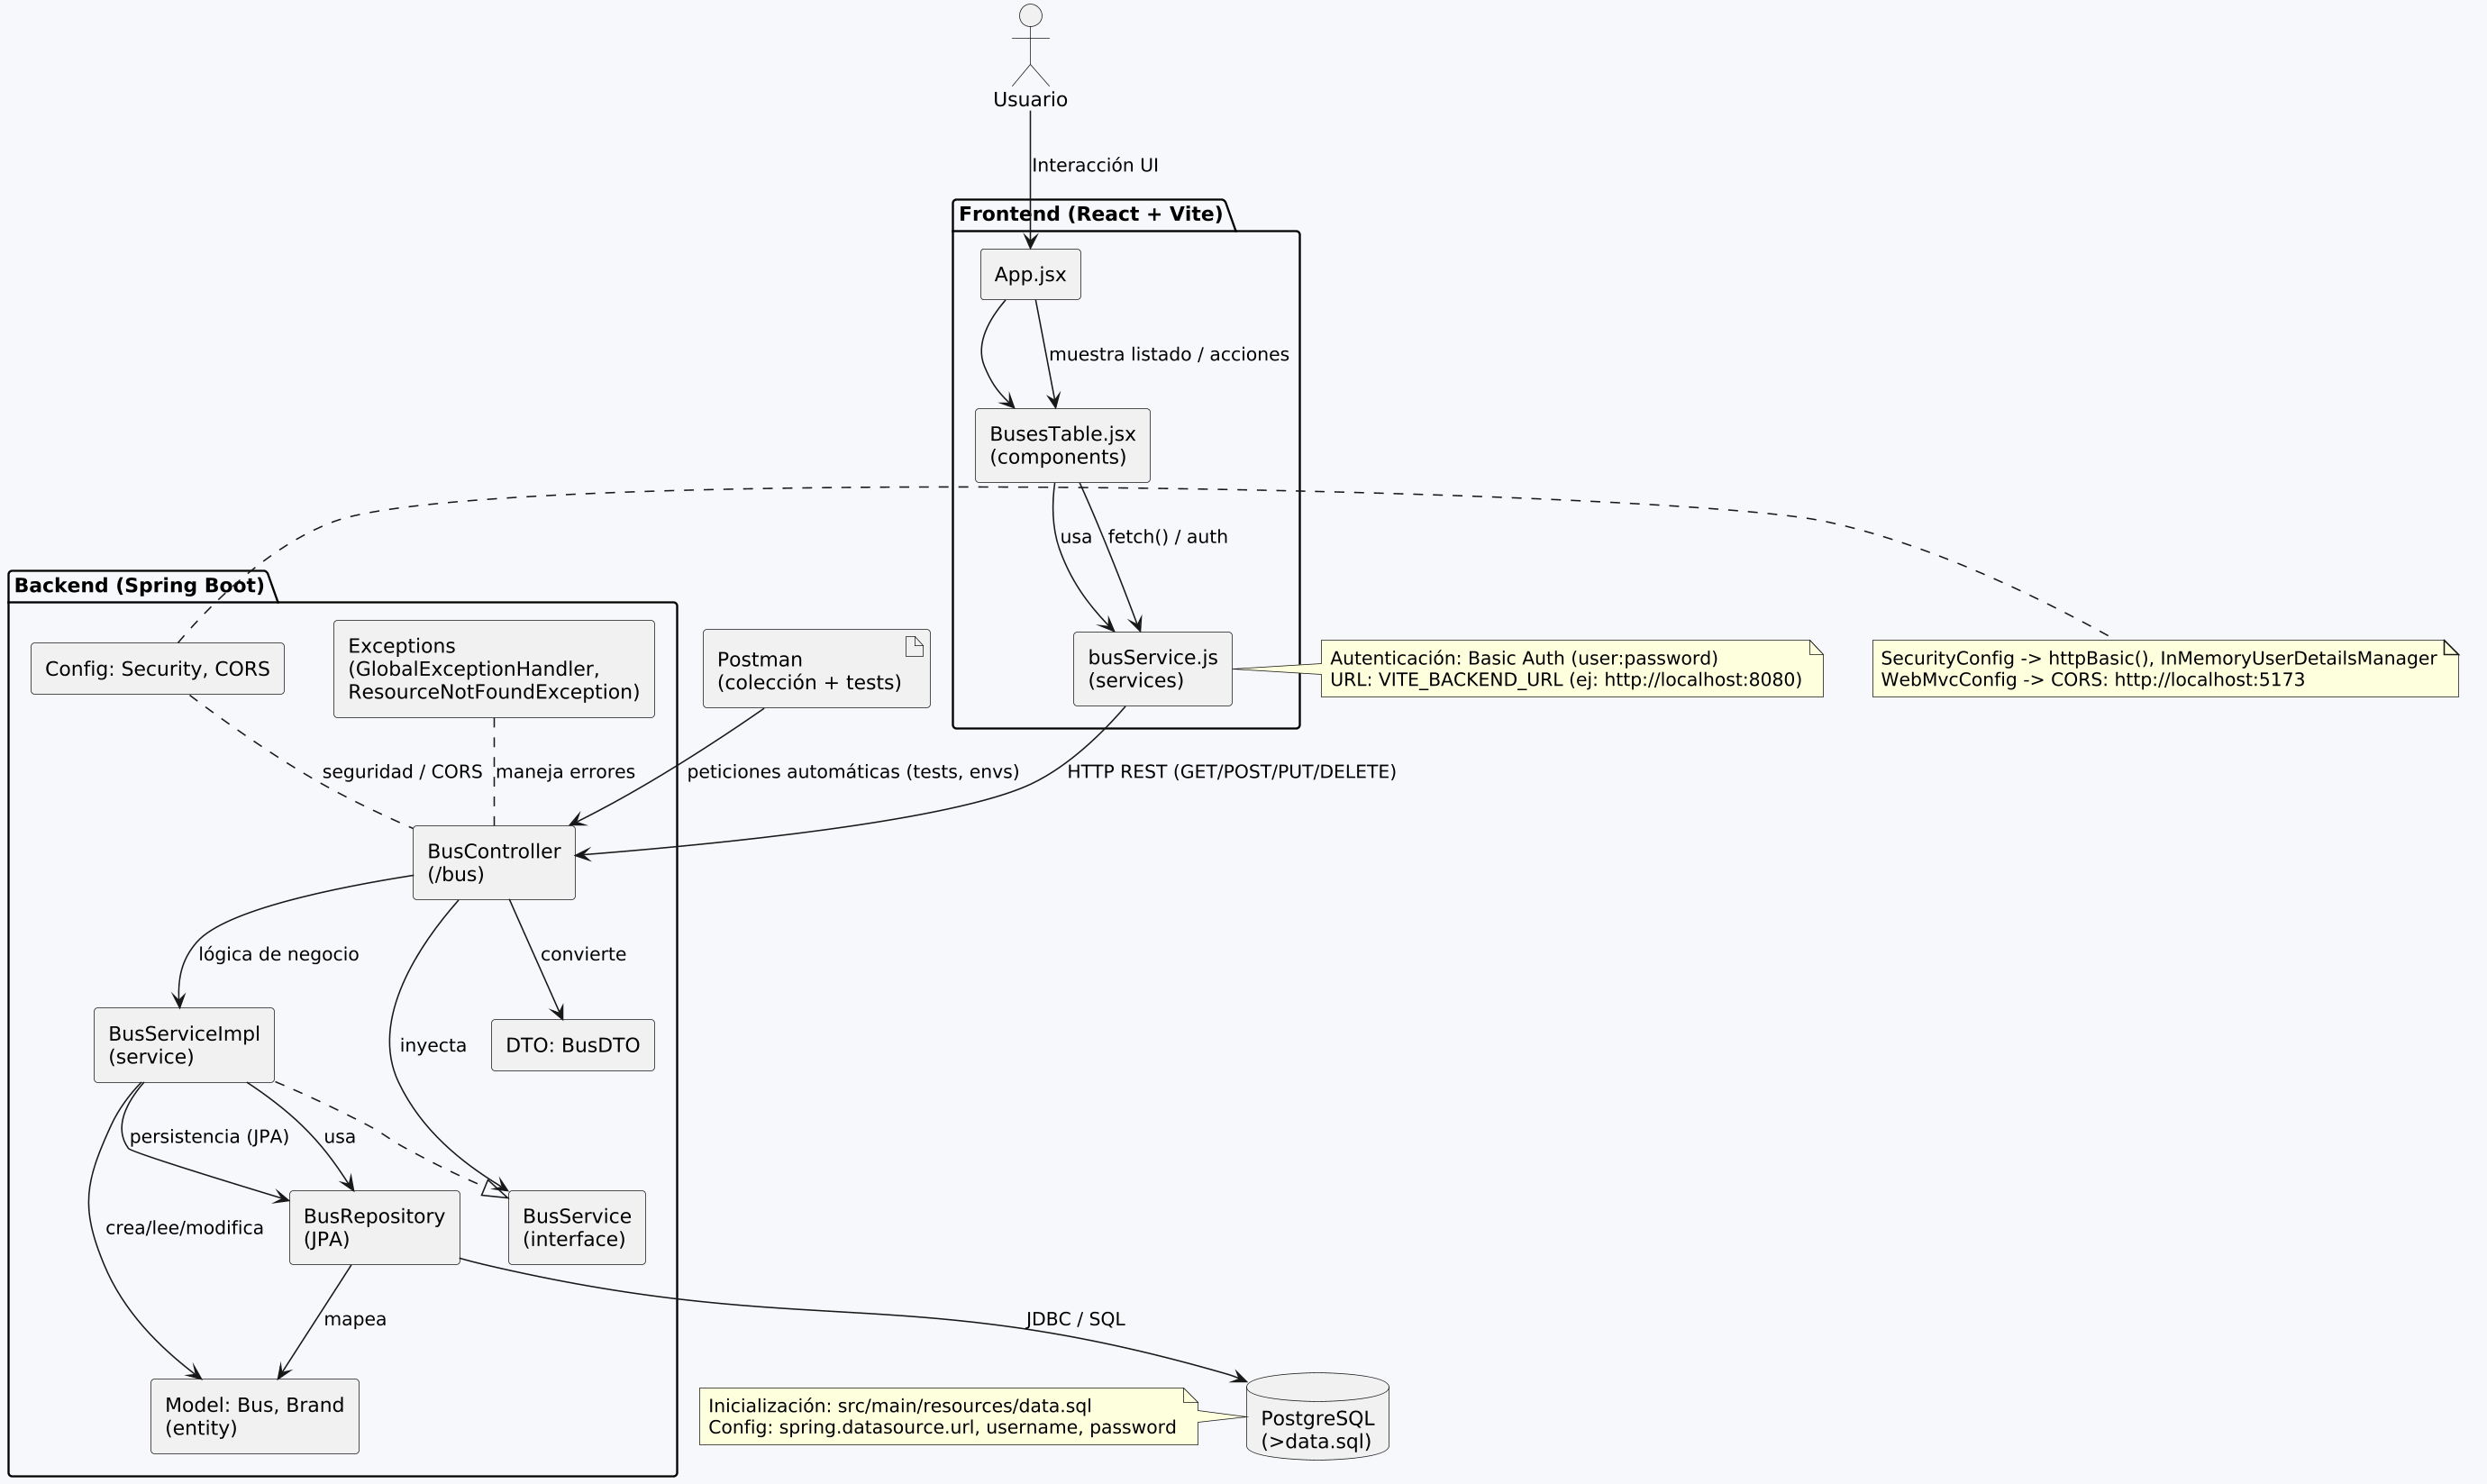 Usuario
Interacción UI
Frontend (React + Vite)
App.jsx
muestra listado / acciones
BusesTable.jsx
(components)
usa
fetch() / auth
busService.js
(services)
Autenticación: Basic Auth (user:password)
URL: VITE_BACKEND_URL (ej: http://localhost:8080)
SecurityConfig -> httpBasic(), InMemoryUserDetailsManager
WebMvcConfig -> CORS: http://localhost:5173
Backend (Spring Boot)
Config: Security, CORS
Exceptions
(GlobalExceptionHandler,
ResourceNotFoundException)
Postman
(colección + tests)
seguridad / CORS
maneja errores
peticiones automáticas (tests, envs)
HTTP REST (GET/POST/PUT/DELETE)
BusController
(/bus)
lógica de negocio
convierte
BusServiceImpl
(service)
inyecta
DTO: BusDTO
persistencia (JPA)
usa
crea/lee/modifica
BusRepository
(JPA)
BusService
(interface)
mapea
JDBC / SQL
Model: Bus, Brand
(entity)
Inicialización: src/main/resources/data.sql
Config: spring.datasource.url, username, password
PostgreSQL
(>data.sql)